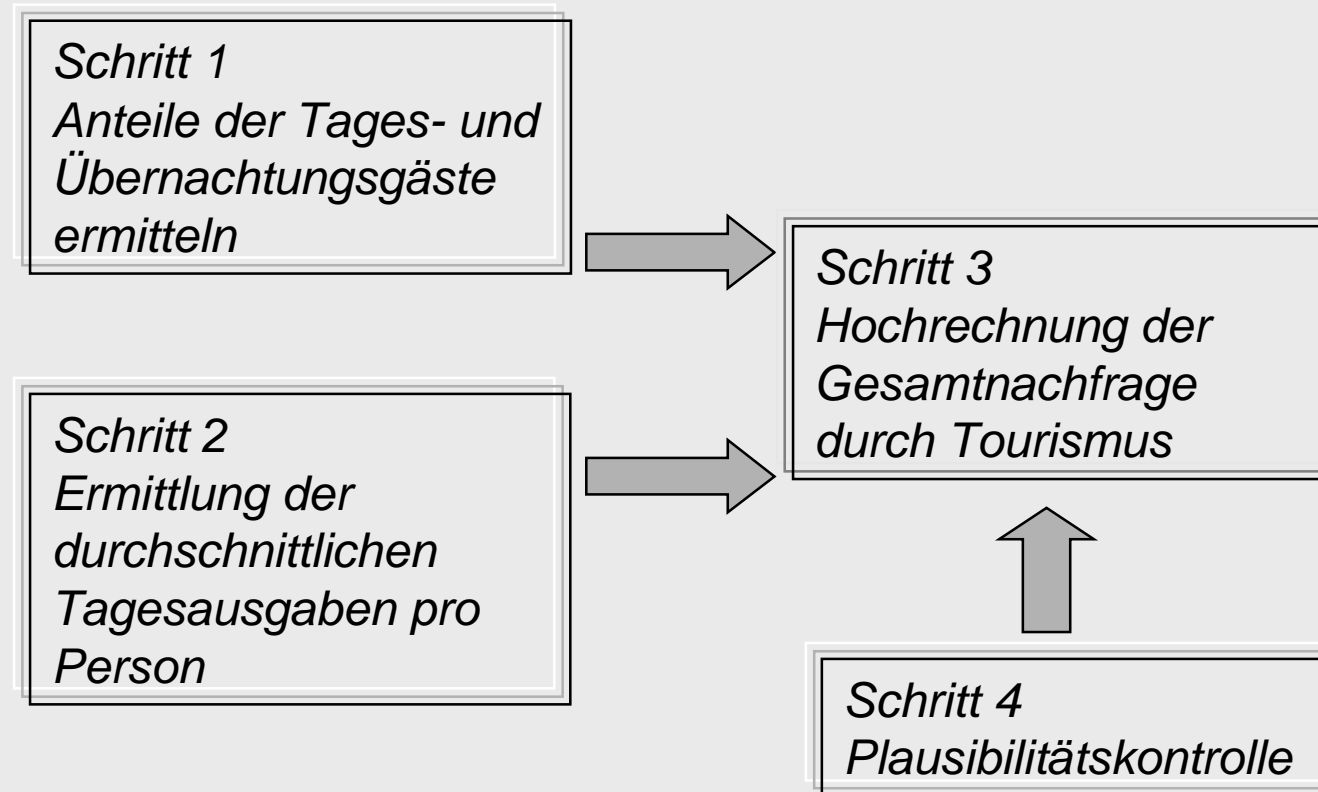 Schritt 1
Anteile der Tages- und
Übernachtungsgäste
ermitteln
Schritt 2
Ermittlung der
durchschnittlichen
Tagesausgaben pro
Person
Schritt 3
Hochrechnung der
Gesamtnachfrage
durch Tourismus
Schritt 4
Plausibilitätskontrolle